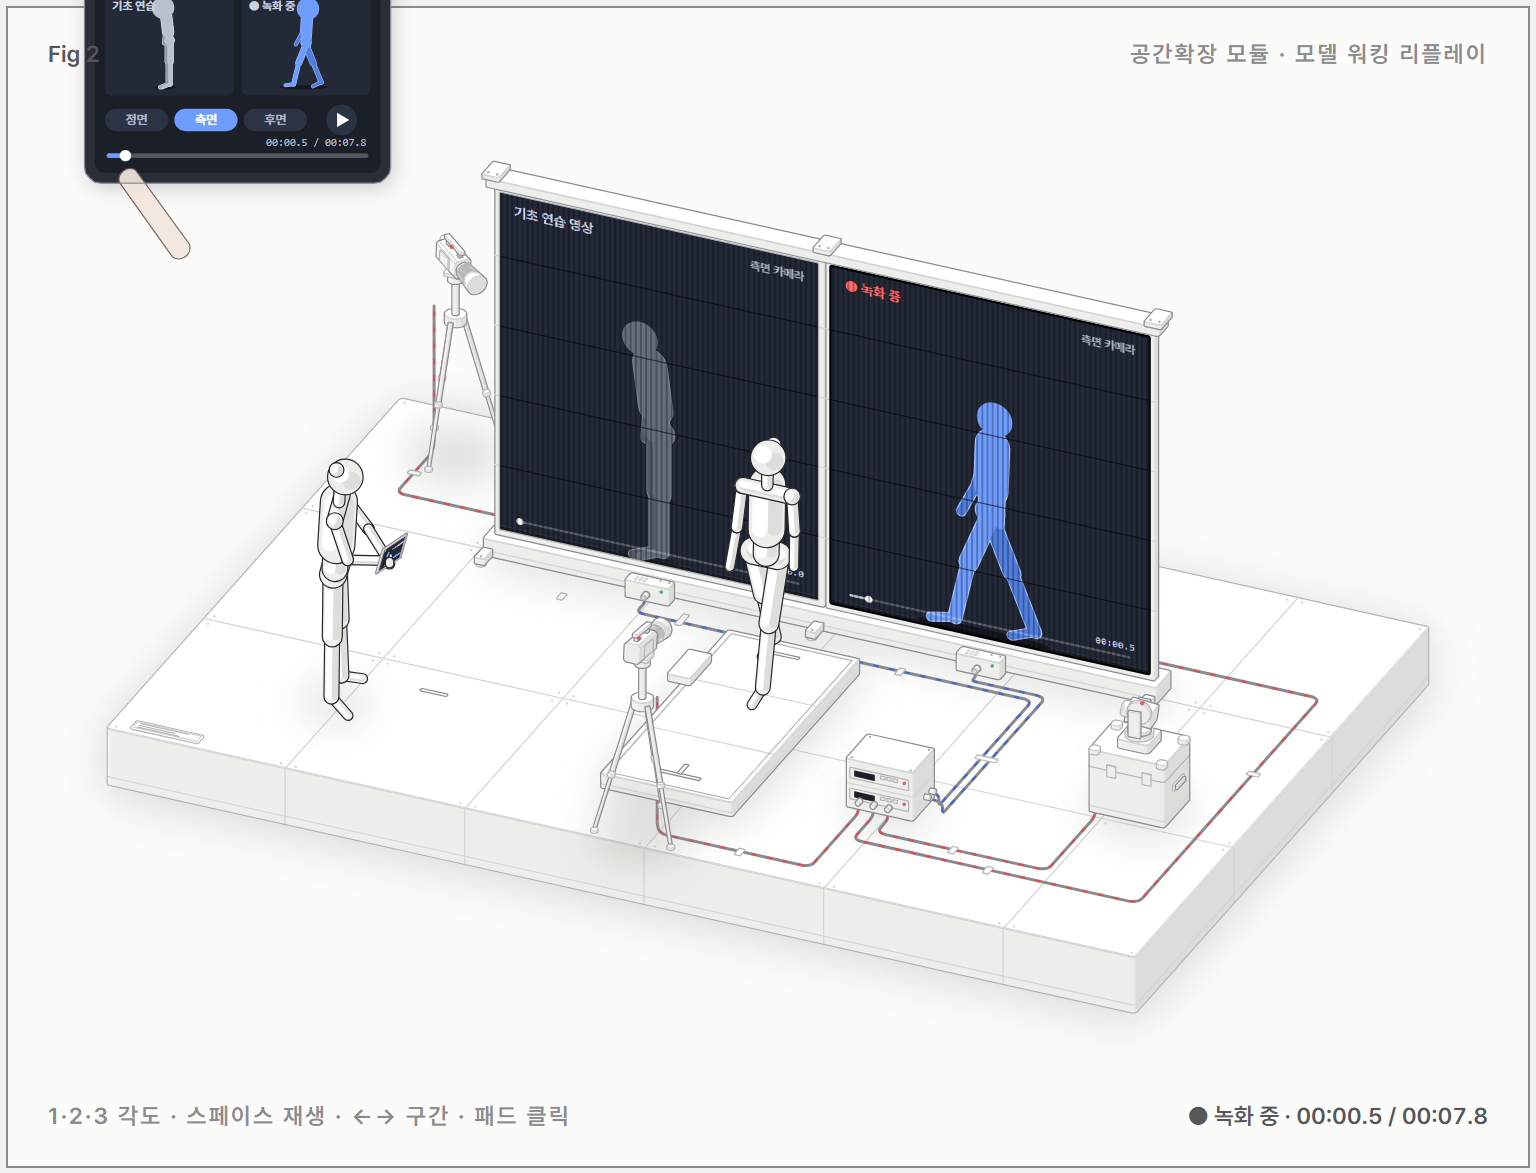 기초 연습
● 녹화 중
Fig 2
공간확장 모듈 · 모델 워킹 리플레이
정면
측면
후면
00:00.5 / 00:07.8
기초 연습 영상
측면 카메라
● 녹화 중
측면 카메라
00:00.5
1·2·3 각도 · 스페이스 재생 · ←→ 구간 · 패드 클릭
● 녹화 중 · 00:00.5 / 00:07.8